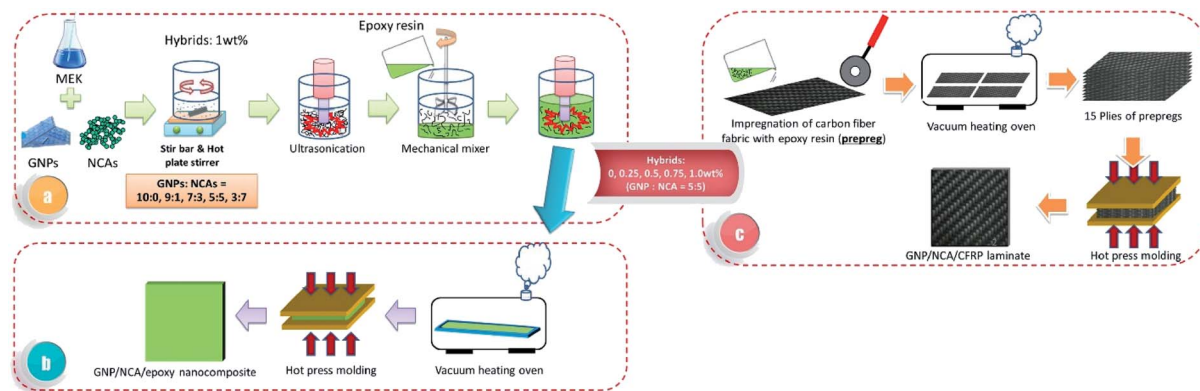 MEK
GNPs
NCAs
Hybrids: 1wt%
Stir bar & Hot
plate stirrer
GNPs: NCAs =
10:0, 9:1, 7:3, 5:5, 3:7
Ultrasonication
Epoxy resin
Mechanical mixer
a
Hybrids:
0, 0.25, 0.5, 0.75, 1.0wt%
(GNP : NCA = 5:5)
GNP/NCA/epoxy nanocomposite
Hot press molding
Vacuum heating oven
b
Impregnation of carbon fiber
fabric with epoxy resin (prepreg)
Vacuum heating oven
15 Plies of prepregs
GNP/NCA/CFRP laminate
Hot press molding
c